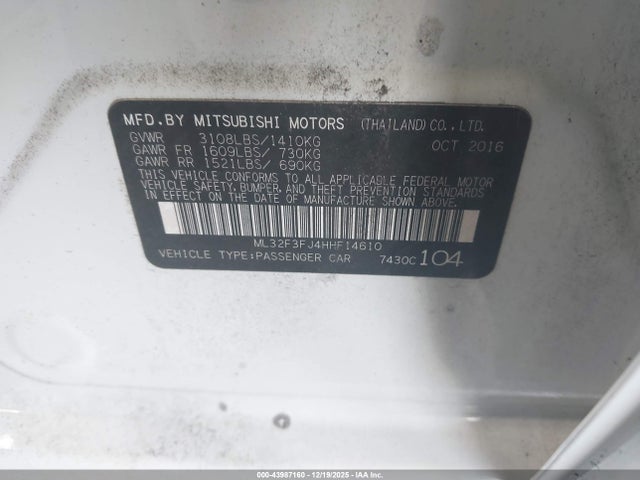 MFD.BY MITSUBISHI MOTORS (THAILAND)CO.,LTD.
GVWR 3108LBS/1410KG OCT 2016
GAWR FR 1609LBS/ 730KG
GAWR RR 1521LBS/ 690KG
THIS VEHICLE CONFORMS TO ALL APPLICABLE FEDERAL MOTOR
VEHICLE SAFETY, BUMPER, AND THEFT PREVENTION STANDARDS
IN EFFECT ON THE DATE OF MANUFACTURE SHOWN ABOVE.
ML32F3FJ4HHF14610
VEHICLE TYPE:PASSENGER CAR 7430C 104
000-43987160 - 12/19/2025 - IAA Inc.